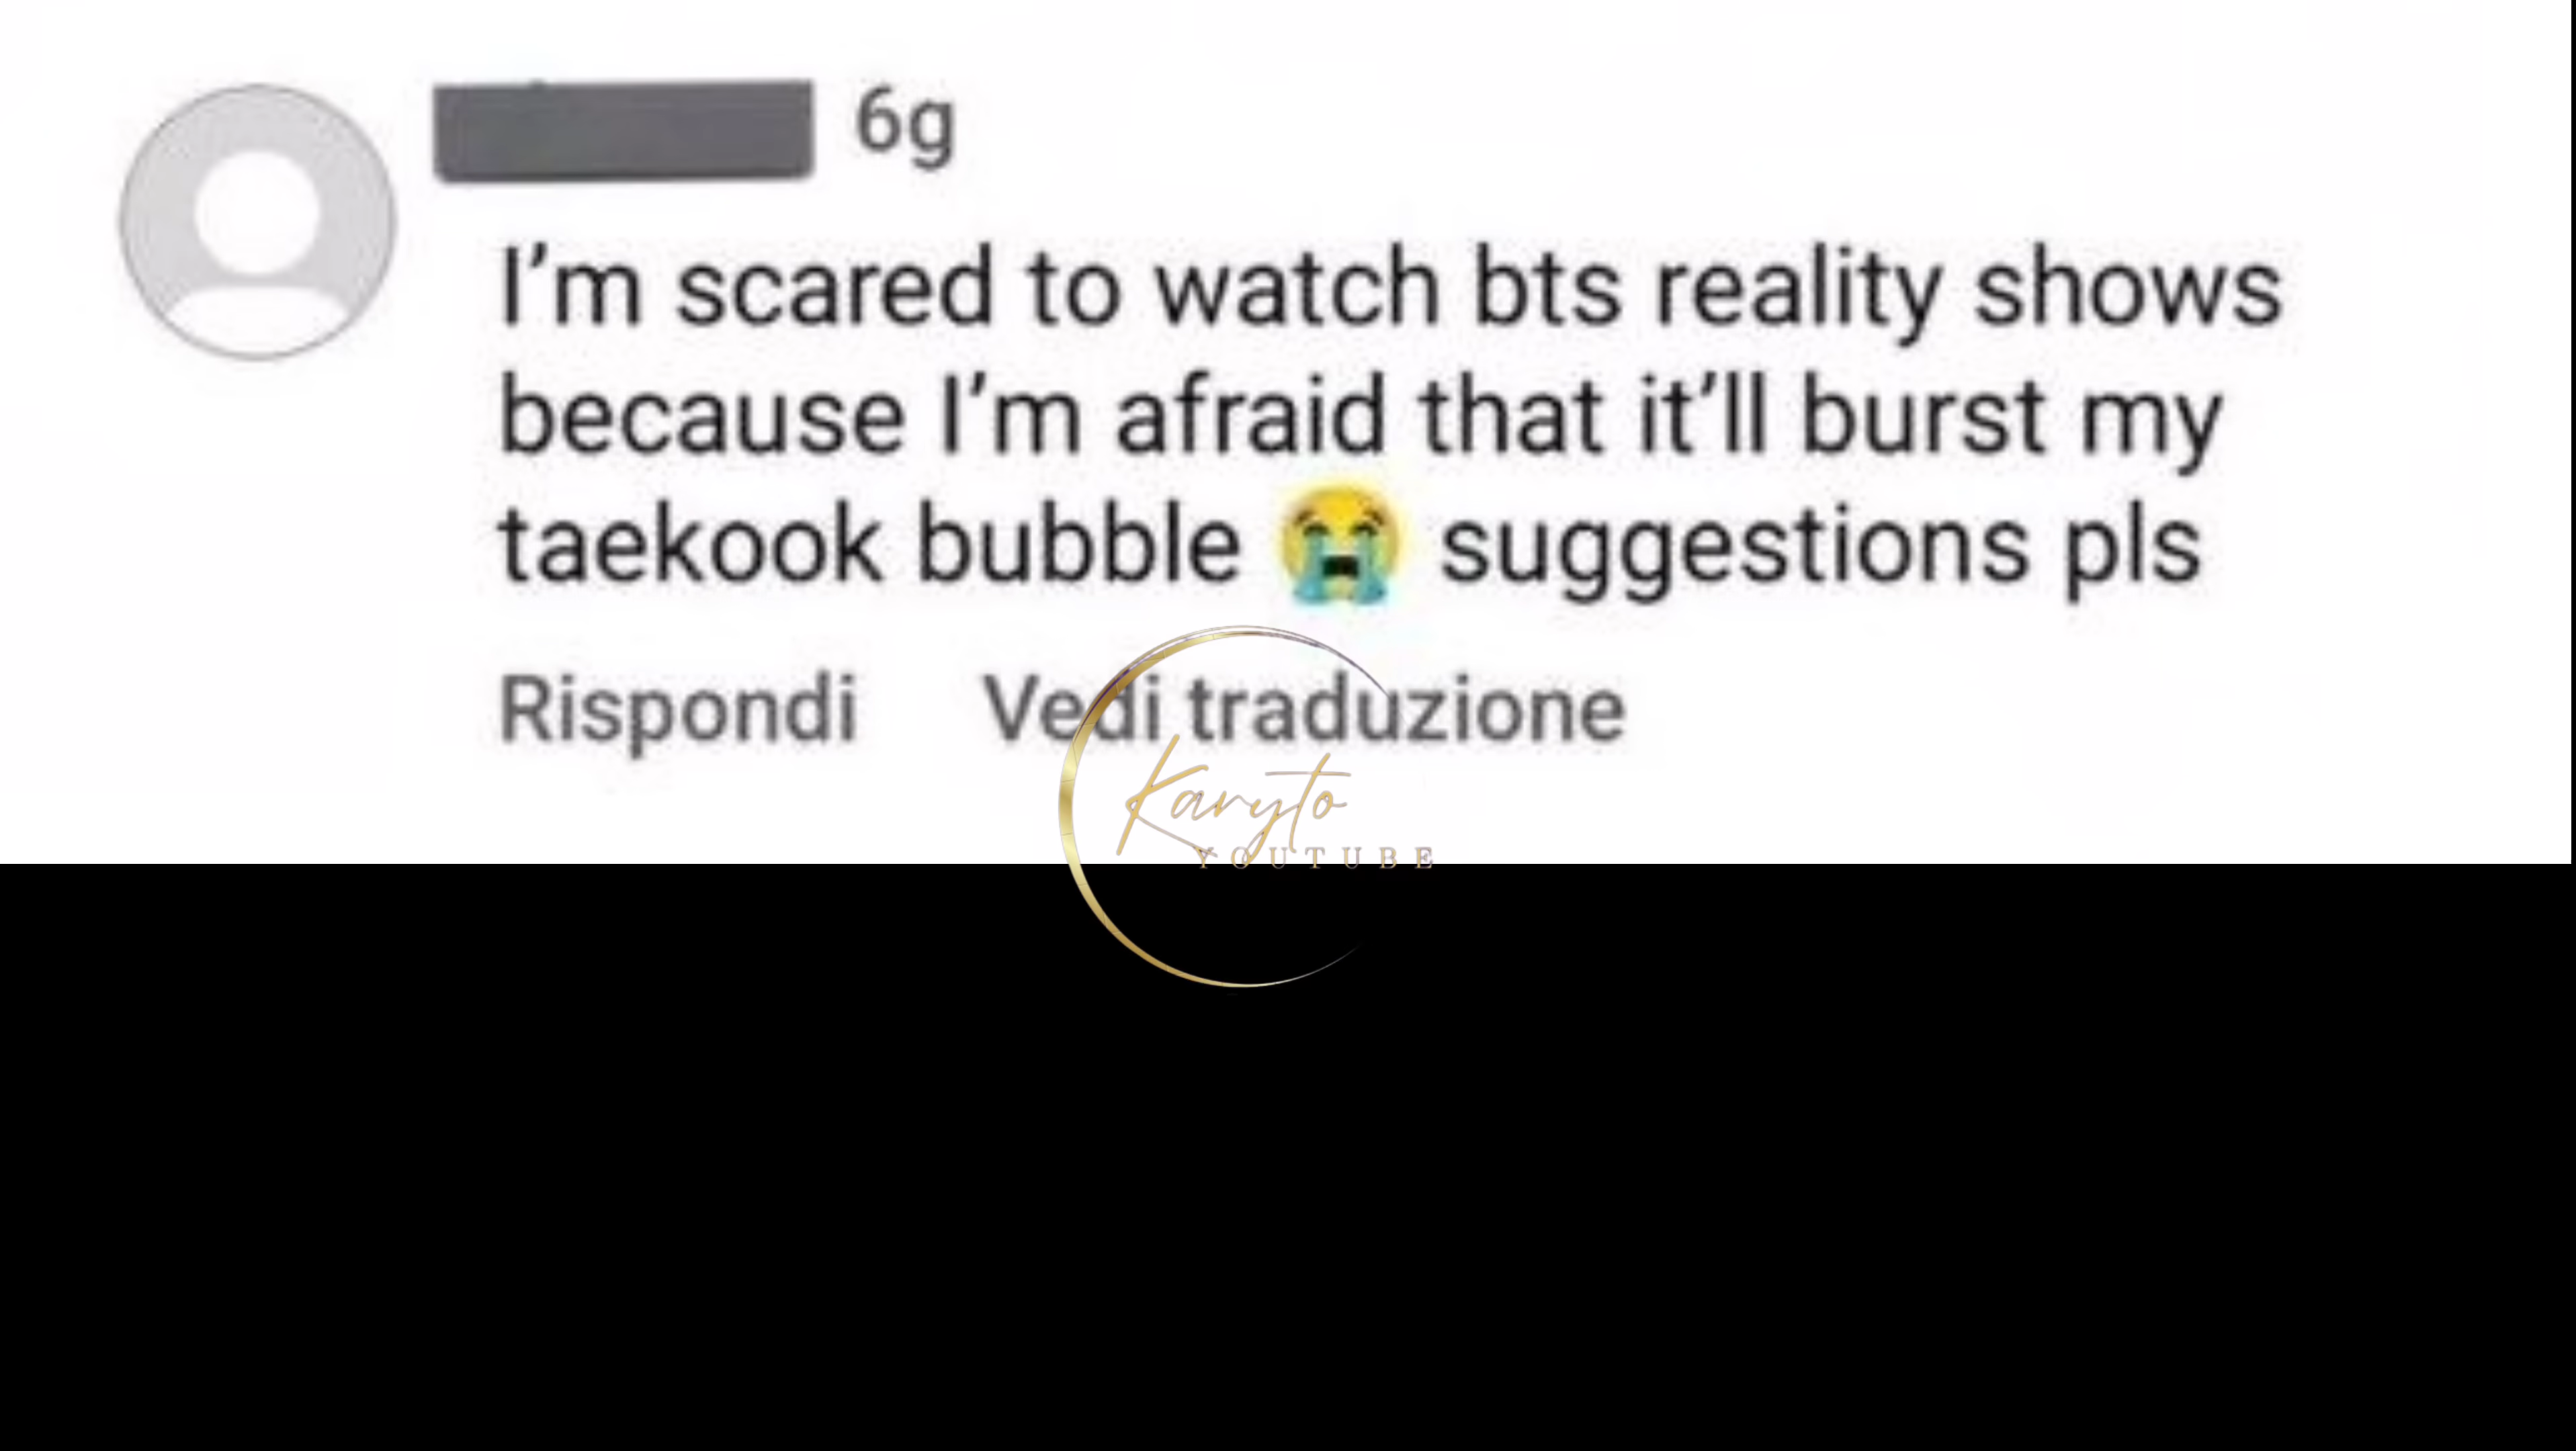 6g
I’m scared to watch bts reality shows
because I’m afraid that it’ll burst my
taekook bubble 😭 suggestions pls
Rispondi Vedi traduzione
Karyto
YOUTUBE